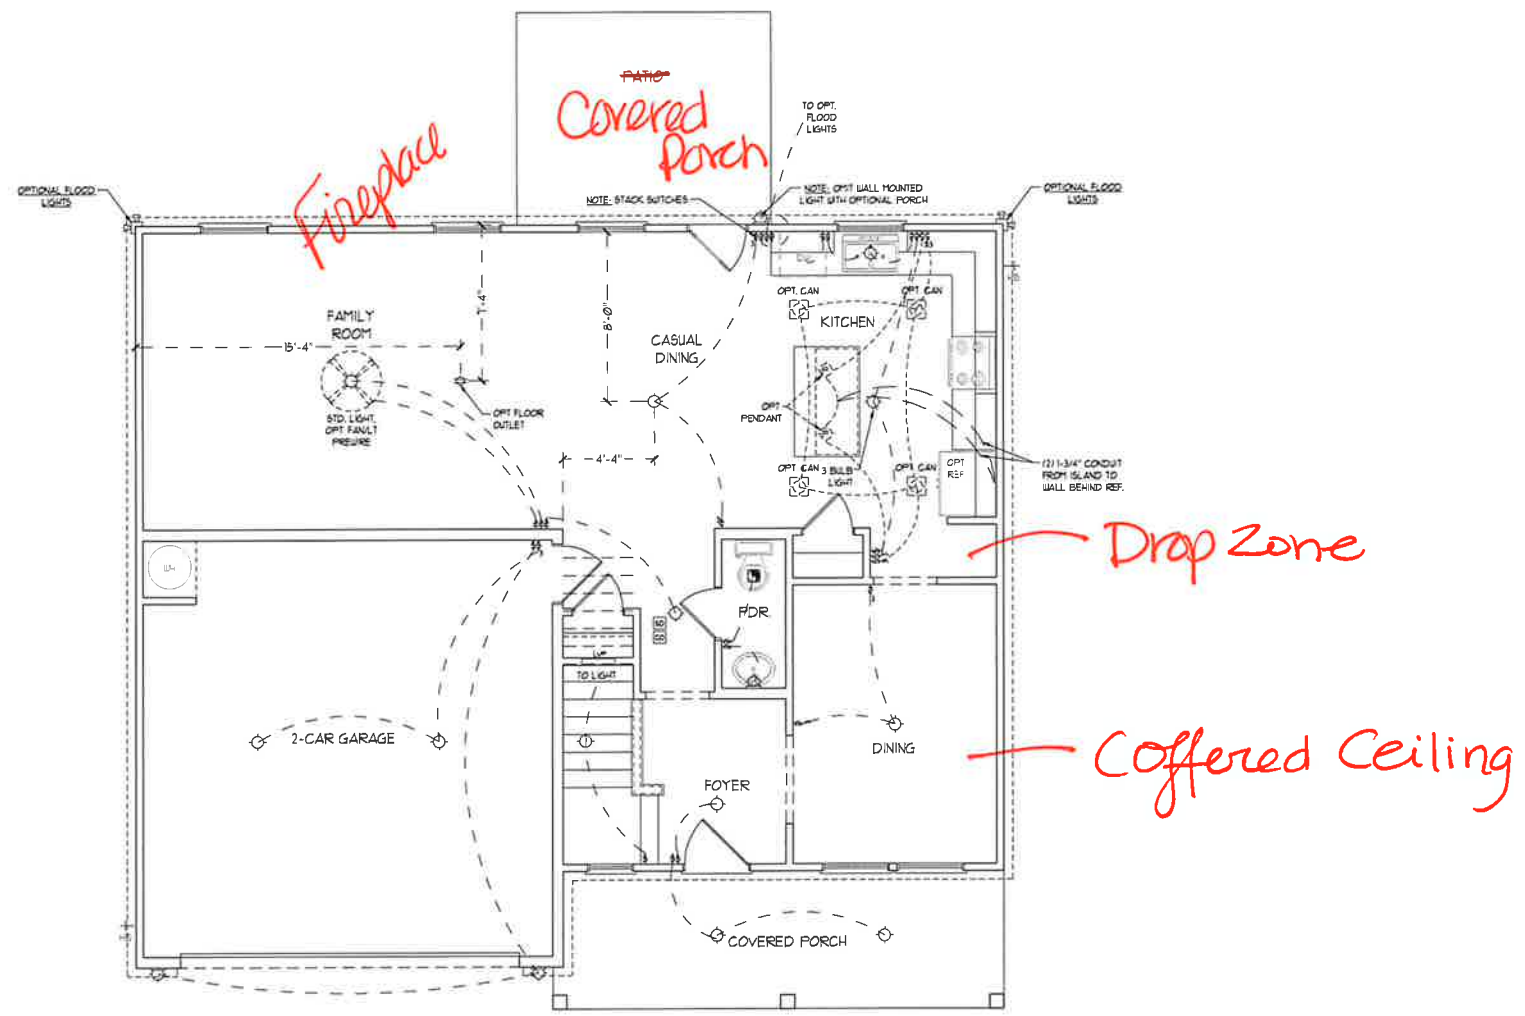 PATIO
Covered
Porch
Fireplace
TO OPT.
FLOOD
LIGHTS
OPTIONAL FLOOD
LIGHTS
NOTE: STACK SWITCHES
NOTE: OMIT WALL MOUNTED
LIGHT WITH OPTIONAL PORCH
OPTIONAL FLOOD
LIGHTS
OPT. CAN
OPT. CAN
KITCHEN
FAMILY
ROOM
15'-4"
7'-4"
8'-0"
CASUAL
DINING
STD. LIGHT,
OPT FAN/LT
PREWIRE
OPT FLOOR
OUTLET
OPT
PENDANT
4'-4"
OPT CAN
3 BULB
LIGHT
OPT. CAN
OPT
REF
(2) 1-3/4" CONDUIT
FROM ISLAND TO
WALL BEHIND REF.
Drop Zone
WH
PDR.
UP
TO LIGHT
2-CAR GARAGE
FOYER
DINING
Coffered Ceiling
COVERED PORCH